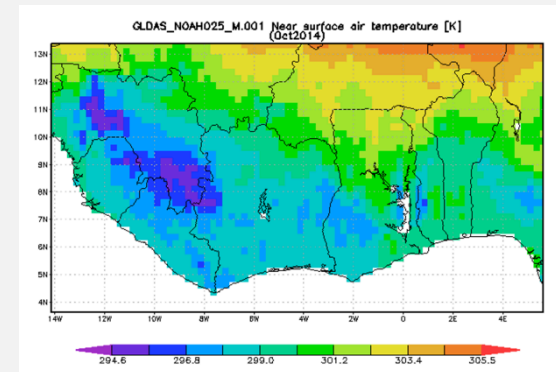 GLDAS_NOAH025_M.001 Near surface air temperature [K]
(Oct2014)
13N
12N
11N
10N
9N
8N
7N
6N
5N
4N
14W 12W 10W 8W 6W 4W 2W 0 2E 4E
294.6 296.8 299.0 301.2 303.4 305.5